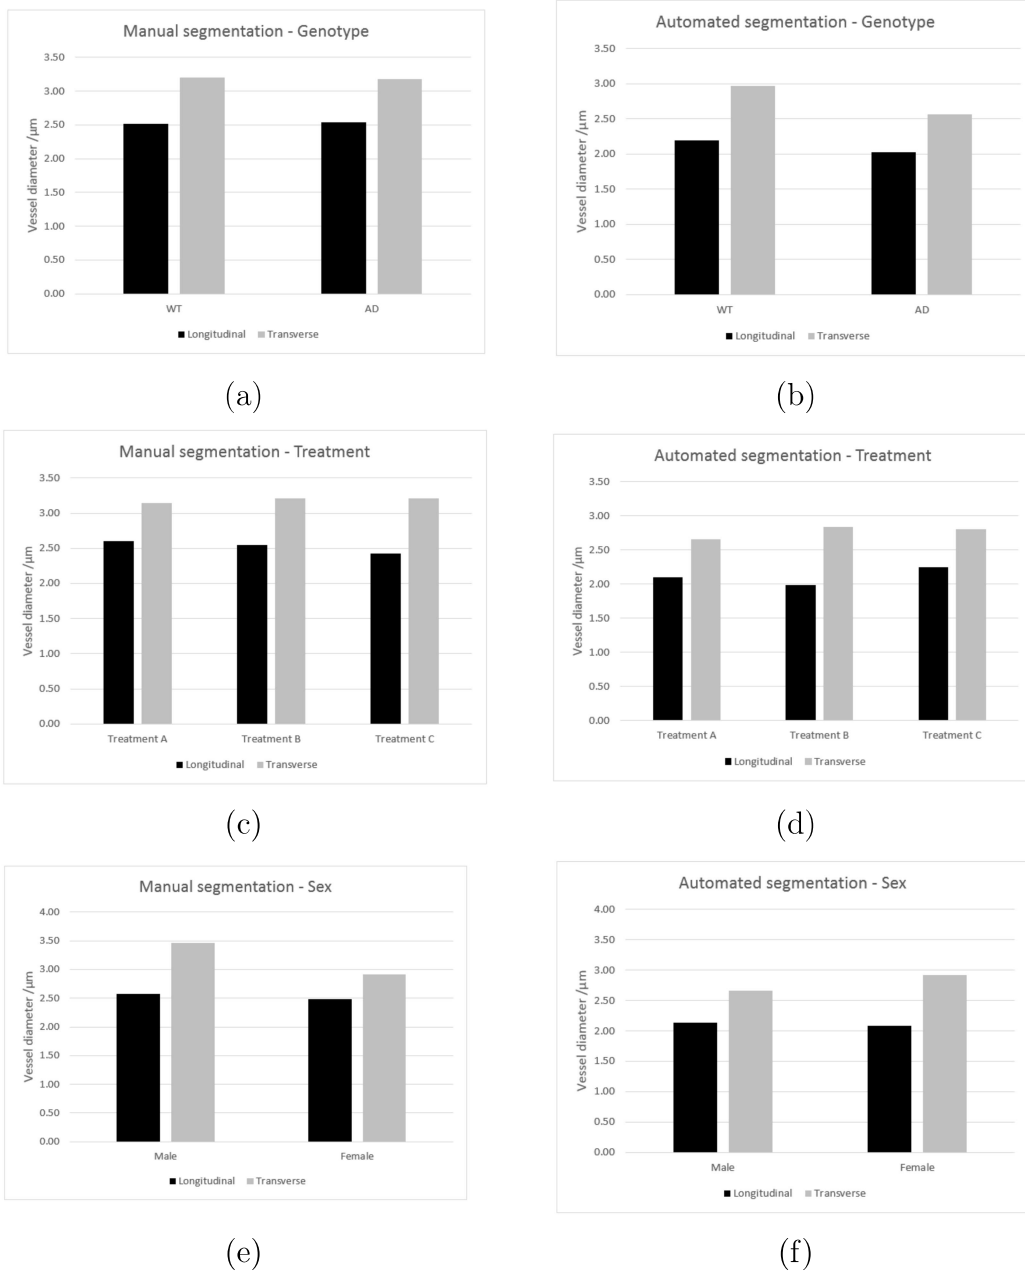 Manual segmentation - Genotype
Vessel diameter /µm
3.50
3.00
2.50
2.00
1.50
1.00
0.50
0.00
WT AD
Longitudinal Transverse
(a)
Automated segmentation - Genotype
Vessel diameter /µm
3.50
3.00
2.50
2.00
1.50
1.00
0.50
0.00
WT AD
Longitudinal Transverse
(b)
Manual segmentation - Treatment
Vessel diameter /µm
3.50
3.00
2.50
2.00
1.50
1.00
0.50
0.00
Treatment A Treatment B Treatment C
Longitudinal Transverse
(c)
Automated segmentation - Treatment
Vessel diameter /µm
3.50
3.00
2.50
2.00
1.50
1.00
0.50
0.00
Treatment A Treatment B Treatment C
Longitudinal Transverse
(d)
Manual segmentation - Sex
Vessel diameter /µm
4.00
3.50
3.00
2.50
2.00
1.50
1.00
0.50
0.00
Male Female
Longitudinal Transverse
(e)
Automated segmentation - Sex
Vessel diameter /µm
4.00
3.50
3.00
2.50
2.00
1.50
1.00
0.50
0.00
Male Female
Longitudinal Transverse
(f)